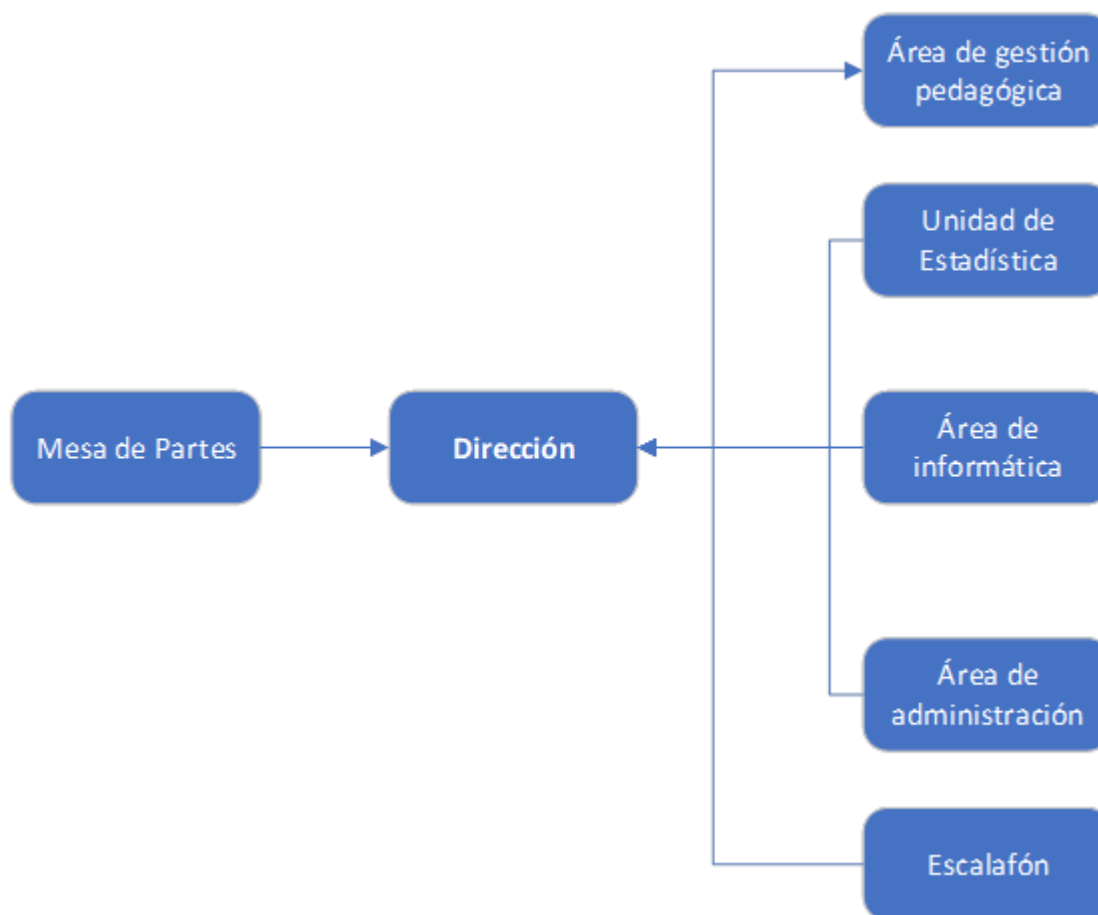 Área de gestión
pedagógica
Unidad de
Estadística
Mesa de Partes
Dirección
Área de
informática
Área de
administración
Escalafón